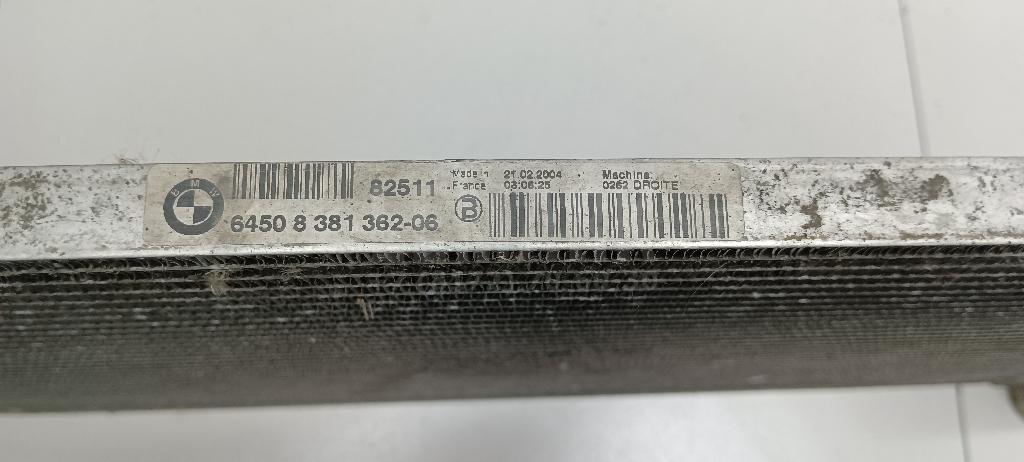 BMW
82511
6450 8 381 362-06
B
Made in
France
21.02.2004
03:06:25
Machine:
0262 DROITE